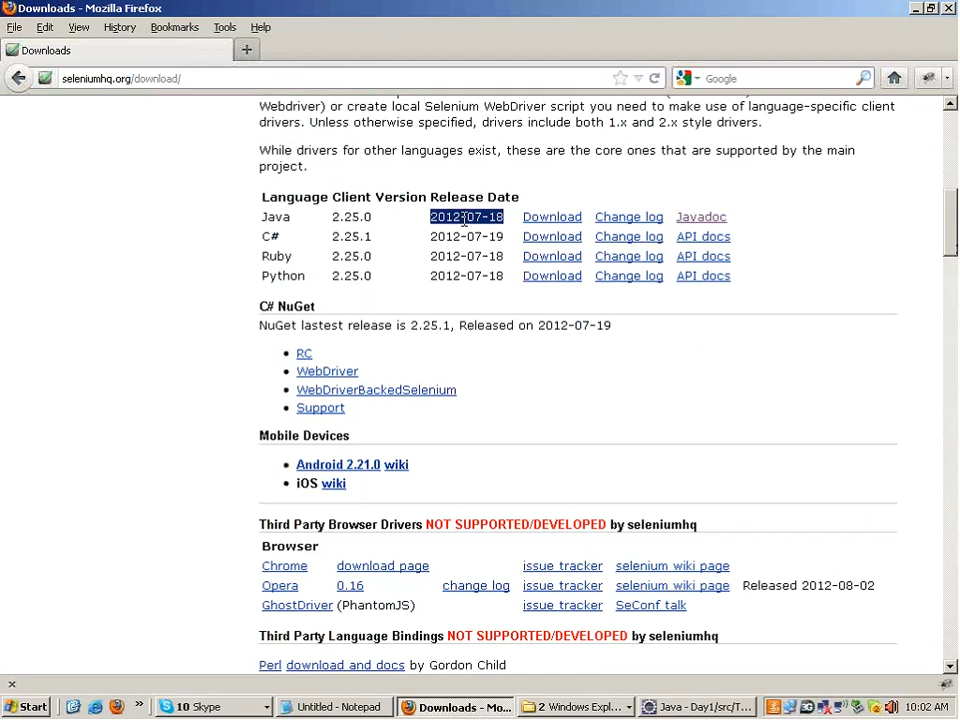 Downloads - Mozilla Firefox
File Edit View History Bookmarks Tools Help
Downloads
seleniumhq.org/download/
Google
Webdriver) or create local Selenium WebDriver script you need to make use of language-specific client
drivers. Unless otherwise specified, drivers include both 1.x and 2.x style drivers.
While drivers for other languages exist, these are the core ones that are supported by the main
project.
Language Client Version Release Date
Java 2.25.0 2012-07-18 Download Change log Javadoc
C# 2.25.1 2012-07-19 Download Change log API docs
Ruby 2.25.0 2012-07-18 Download Change log API docs
Python 2.25.0 2012-07-18 Download Change log API docs
C# NuGet
NuGet lastest release is 2.25.1, Released on 2012-07-19
RC
WebDriver
WebDriverBackedSelenium
Support
Mobile Devices
Android 2.21.0 wiki
iOS wiki
Third Party Browser Drivers NOT SUPPORTED/DEVELOPED by seleniumhq
Browser
Chrome download page issue tracker selenium wiki page
Opera 0.16 change log issue tracker selenium wiki page Released 2012-08-02
GhostDriver (PhantomJS) issue tracker SeConf talk
Third Party Language Bindings NOT SUPPORTED/DEVELOPED by seleniumhq
Perl download and docs by Gordon Child
Start 10 Skype Untitled - Notepad Downloads - Mo... 2 Windows Expl... Java - Day1/src/T... 10:02 AM